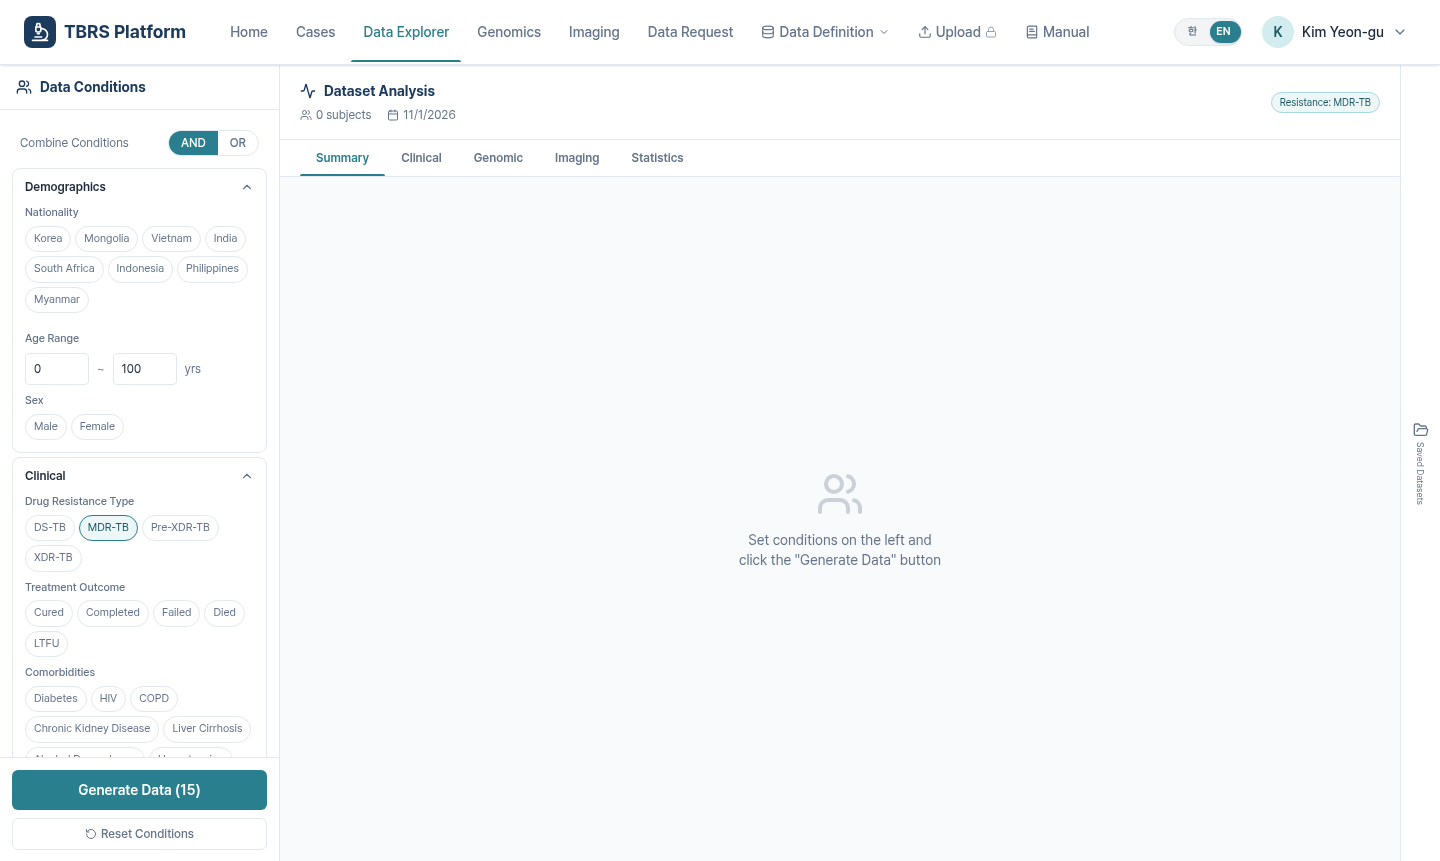 TBRS Platform
Home
Cases
Data Explorer
Genomics
Imaging
Data Request
Data Definition
Upload
Manual
한
EN
K
Kim Yeon-gu
Data Conditions
Combine Conditions
AND
OR
Demographics
Nationality
Korea
Mongolia
Vietnam
India
South Africa
Indonesia
Philippines
Myanmar
Age Range
0 ~ 100 yrs
Sex
Male
Female
Clinical
Drug Resistance Type
DS-TB
MDR-TB
Pre-XDR-TB
XDR-TB
Treatment Outcome
Cured
Completed
Failed
Died
LTFU
Comorbidities
Diabetes
HIV
COPD
Chronic Kidney Disease
Liver Cirrhosis
Generate Data (15)
Reset Conditions
Dataset Analysis
0 subjects
11/1/2026
Resistance: MDR-TB
Summary
Clinical
Genomic
Imaging
Statistics
Set conditions on the left and
click the "Generate Data" button
Saved Datasets